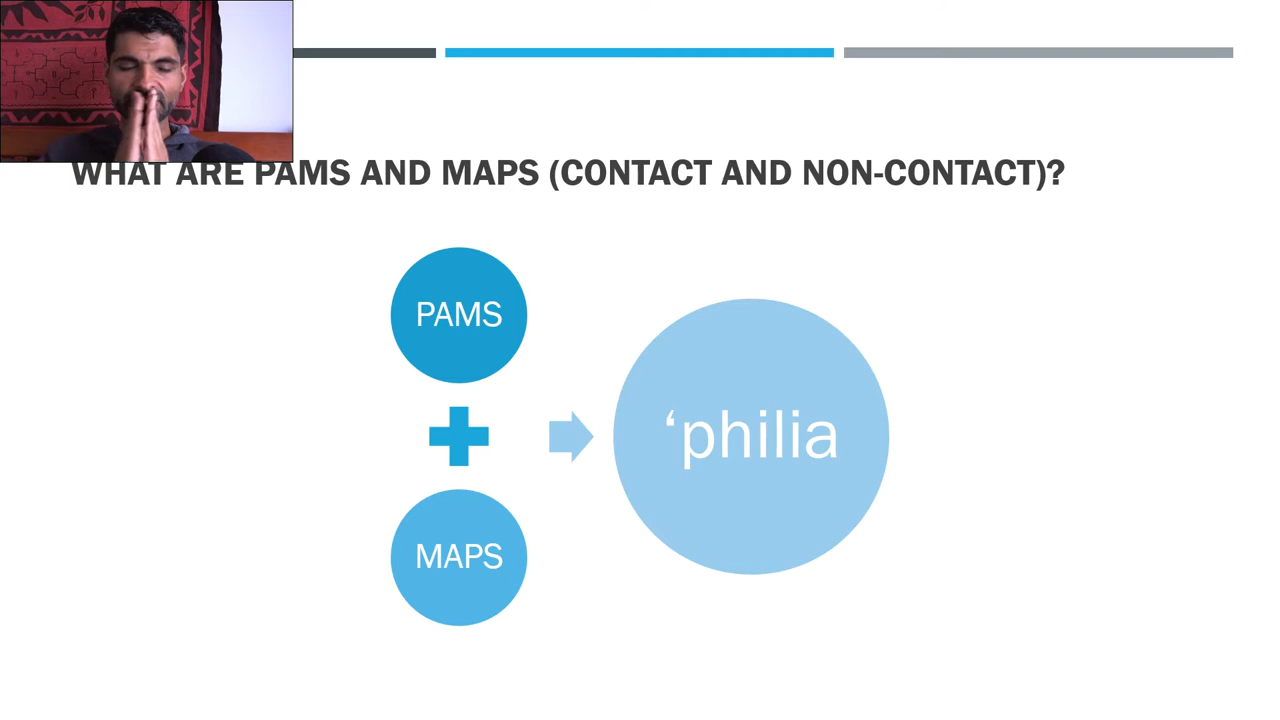 WHAT ARE PAMS AND MAPS (CONTACT AND NON-CONTACT)?
PAMS
‘philia
MAPS